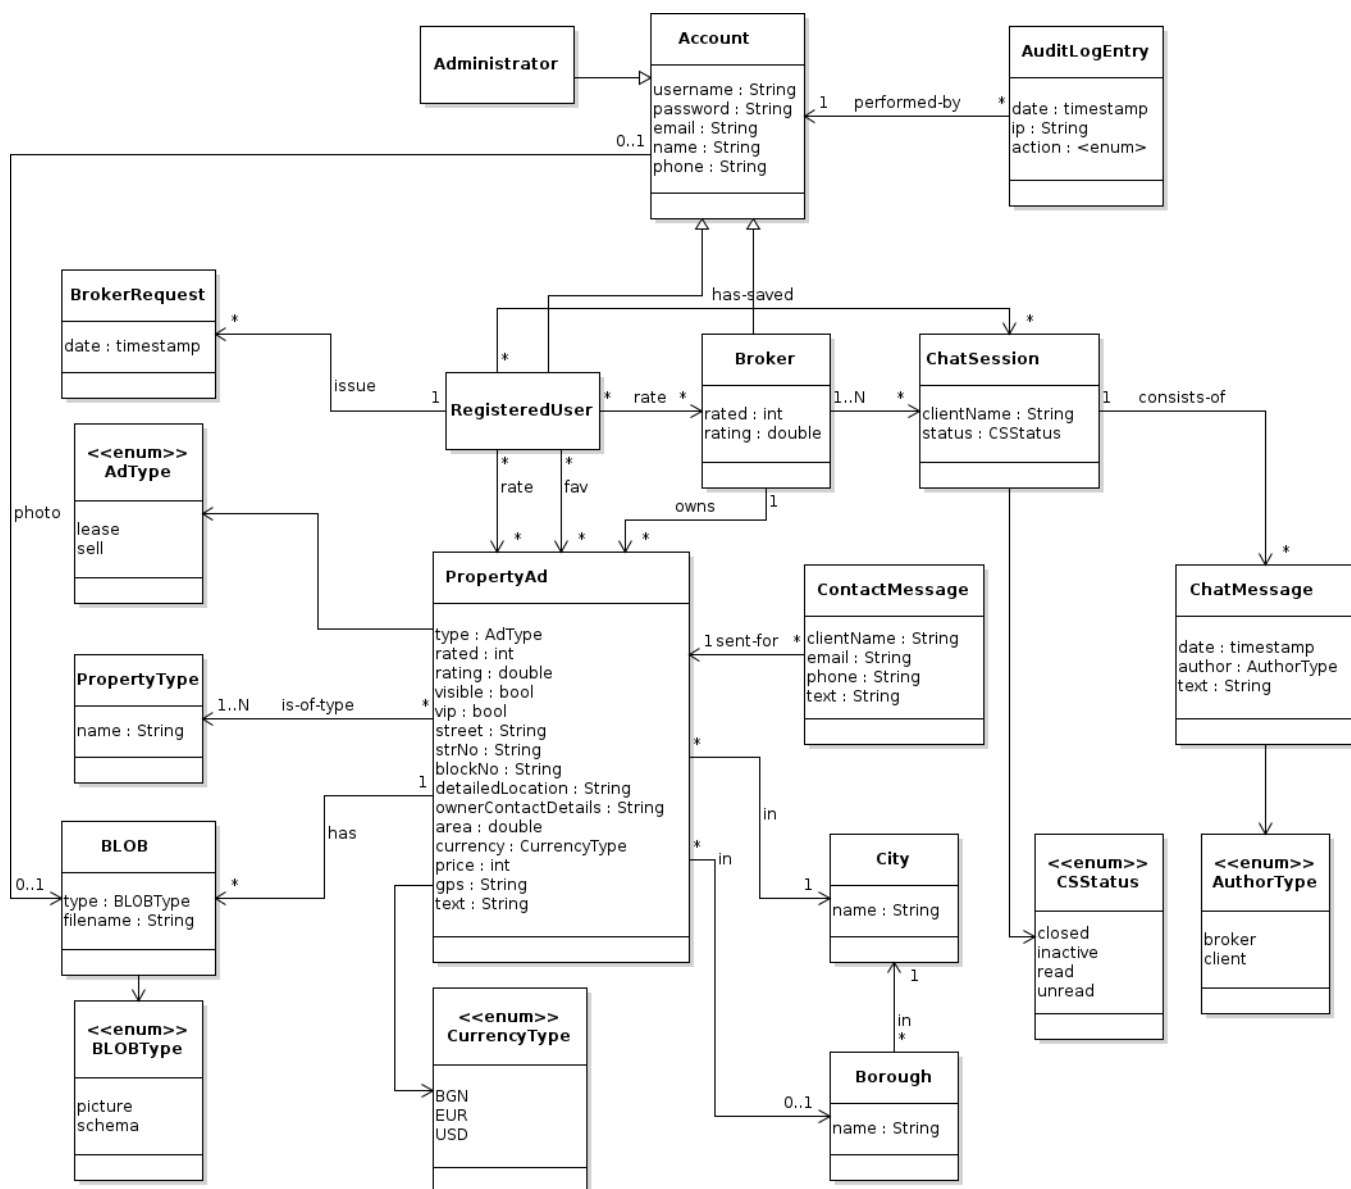 Administrator
Account
username : String
password : String
email : String
name : String
phone : String
AuditLogEntry
date : timestamp
ip : String
action : <enum>
1 performed-by *
0..1
BrokerRequest
date : timestamp
*
issue
1
has-saved
*
*
RegisteredUser
* rate *
Broker
rated : int
rating : double
1..N *
ChatSession
clientName : String
status : CSStatus
1 consists-of
*
<<enum>>
AdType
lease
sell
photo
*
rate
*
*
fav
*
1
owns
*
PropertyAd
type : AdType
rated : int
rating : double
visible : bool
vip : bool
street : String
strNo : String
blockNo : String
detailedLocation : String
ownerContactDetails : String
area : double
currency : CurrencyType
price : int
gps : String
text : String
ContactMessage
clientName : String
email : String
phone : String
text : String
1 sent-for *
ChatMessage
date : timestamp
author : AuthorType
text : String
PropertyType
name : String
1..N is-of-type *
1
has
*
BLOB
type : BLOBType
filename : String
0..1
*
in
1
*
in
0..1
City
name : String
1
in
*
Borough
name : String
<<enum>>
CSStatus
closed
inactive
read
unread
<<enum>>
AuthorType
broker
client
<<enum>>
BLOBType
picture
schema
<<enum>>
CurrencyType
BGN
EUR
USD